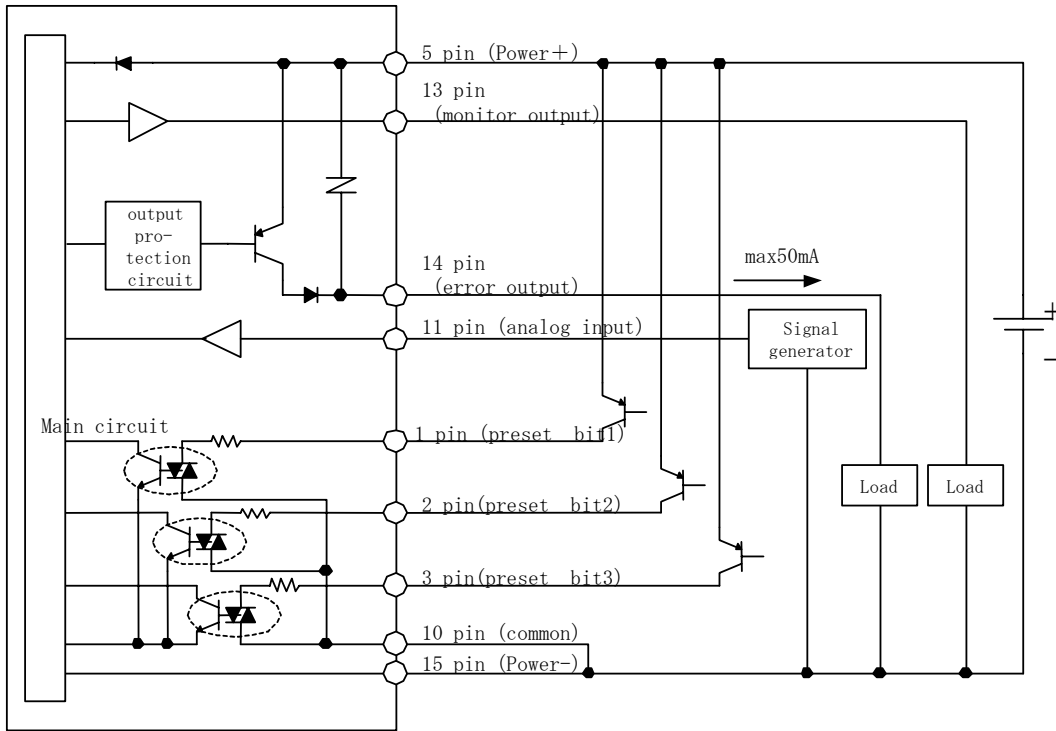 5 pin (Power＋)
13 pin
(monitor output)
output
pro-
tection
circuit
14 pin
(error output)
max50mA
11 pin (analog input)
Signal
generator
+
-
Main circuit
1 pin (preset bit1)
2 pin(preset bit2)
Load
Load
3 pin(preset bit3)
10 pin (common)
15 pin (Power-)